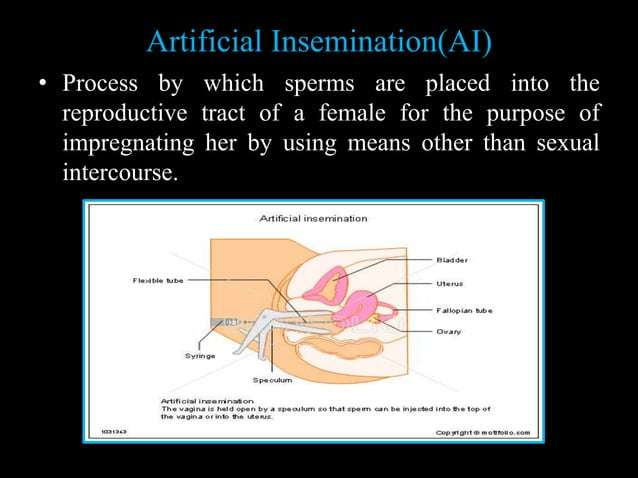 Artificial Insemination(AI)
• Process by which sperms are placed into the
reproductive tract of a female for the purpose of
impregnating her by using means other than sexual
intercourse.
Artificial insemination
Bladder
Flexible tube
Uterus
Fallopian tube
Ovary
Syringe
Speculum
Artificial insemination
The vagina is held open by a speculum so that sperm can be injected into the top of
the vagina or into the uterus.
1031363
Copyright @ motifolio.com